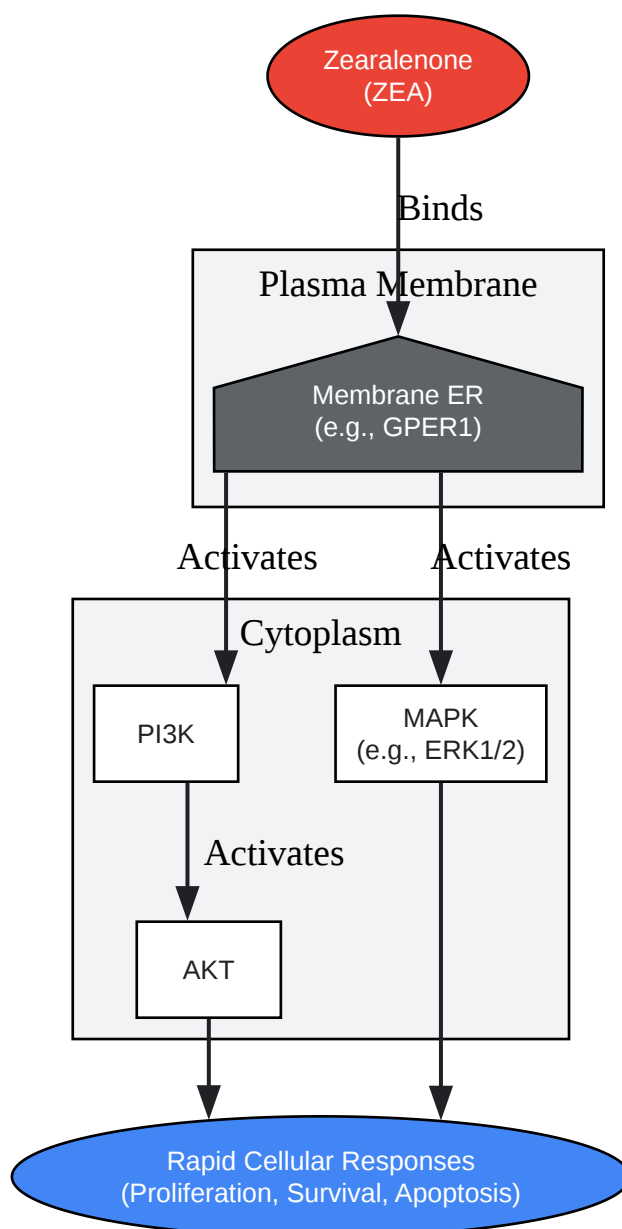 Zearalenone
(ZEA)
Binds
Plasma Membrane
Membrane ER
(e.g., GPER1)
Activates
Activates
Cytoplasm
PI3K
MAPK
(e.g., ERK1/2)
Activates
AKT
Rapid Cellular Responses
(Proliferation, Survival, Apoptosis)